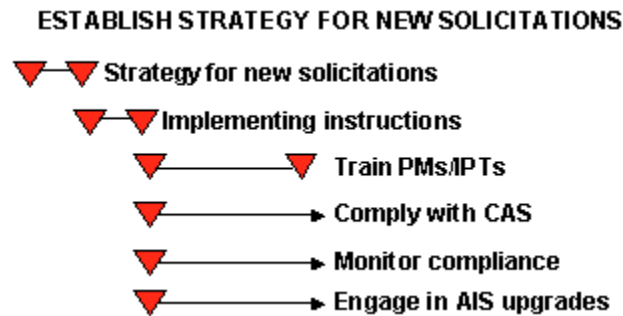 ESTABLISH STRATEGY FOR NEW SOLICITATIONS
Strategy for new solicitations
Implementing instructions
Train PMs/IPTs
Comply with CAS
Monitor compliance
Engage in AIS upgrades